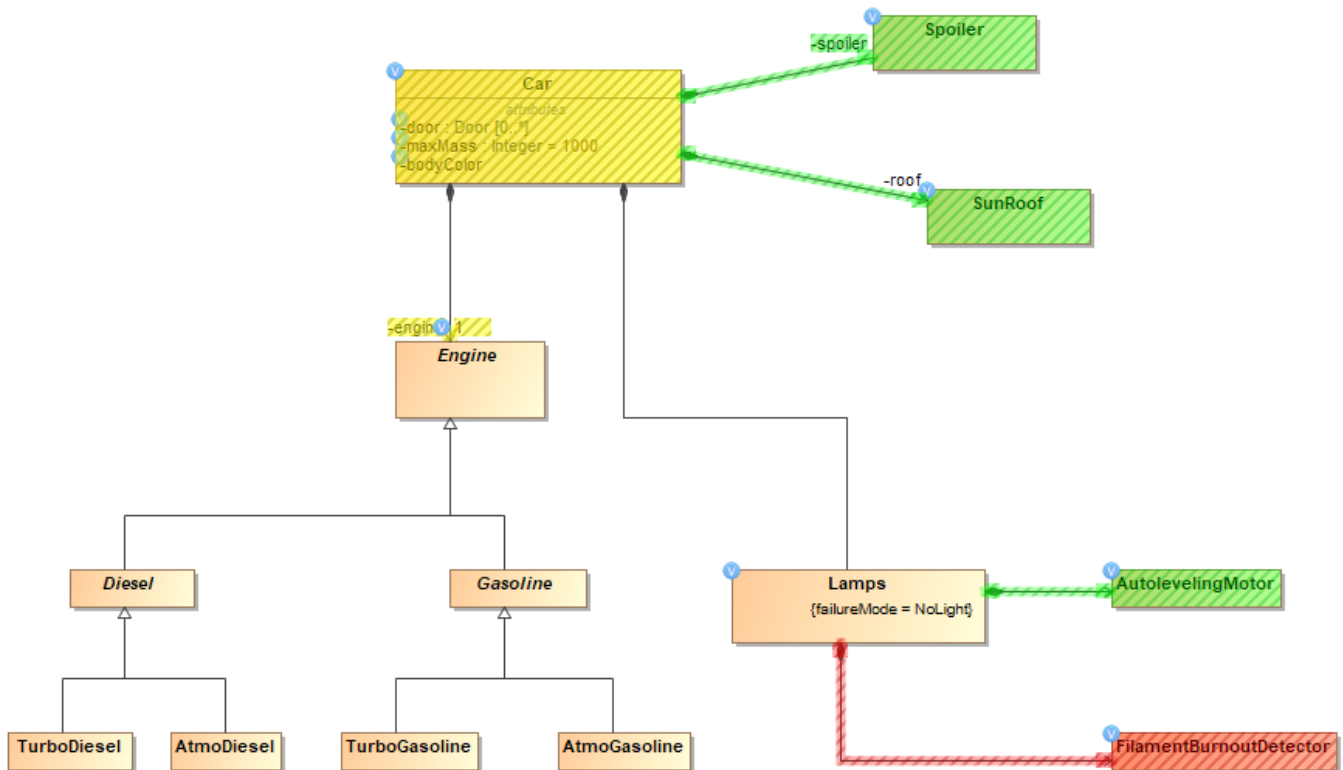 Spoiler
-spoiler
Car
attributes
-door : Door [0..*]
-maxMass : Integer = 1000
-bodyColor
-roof
SunRoof
-engin 1
Engine
Diesel
Gasoline
Lamps
{failureMode = NoLight}
AutolevelingMotor
TurboDiesel
AtmoDiesel
TurboGasoline
AtmoGasoline
FilamentBurnoutDetector